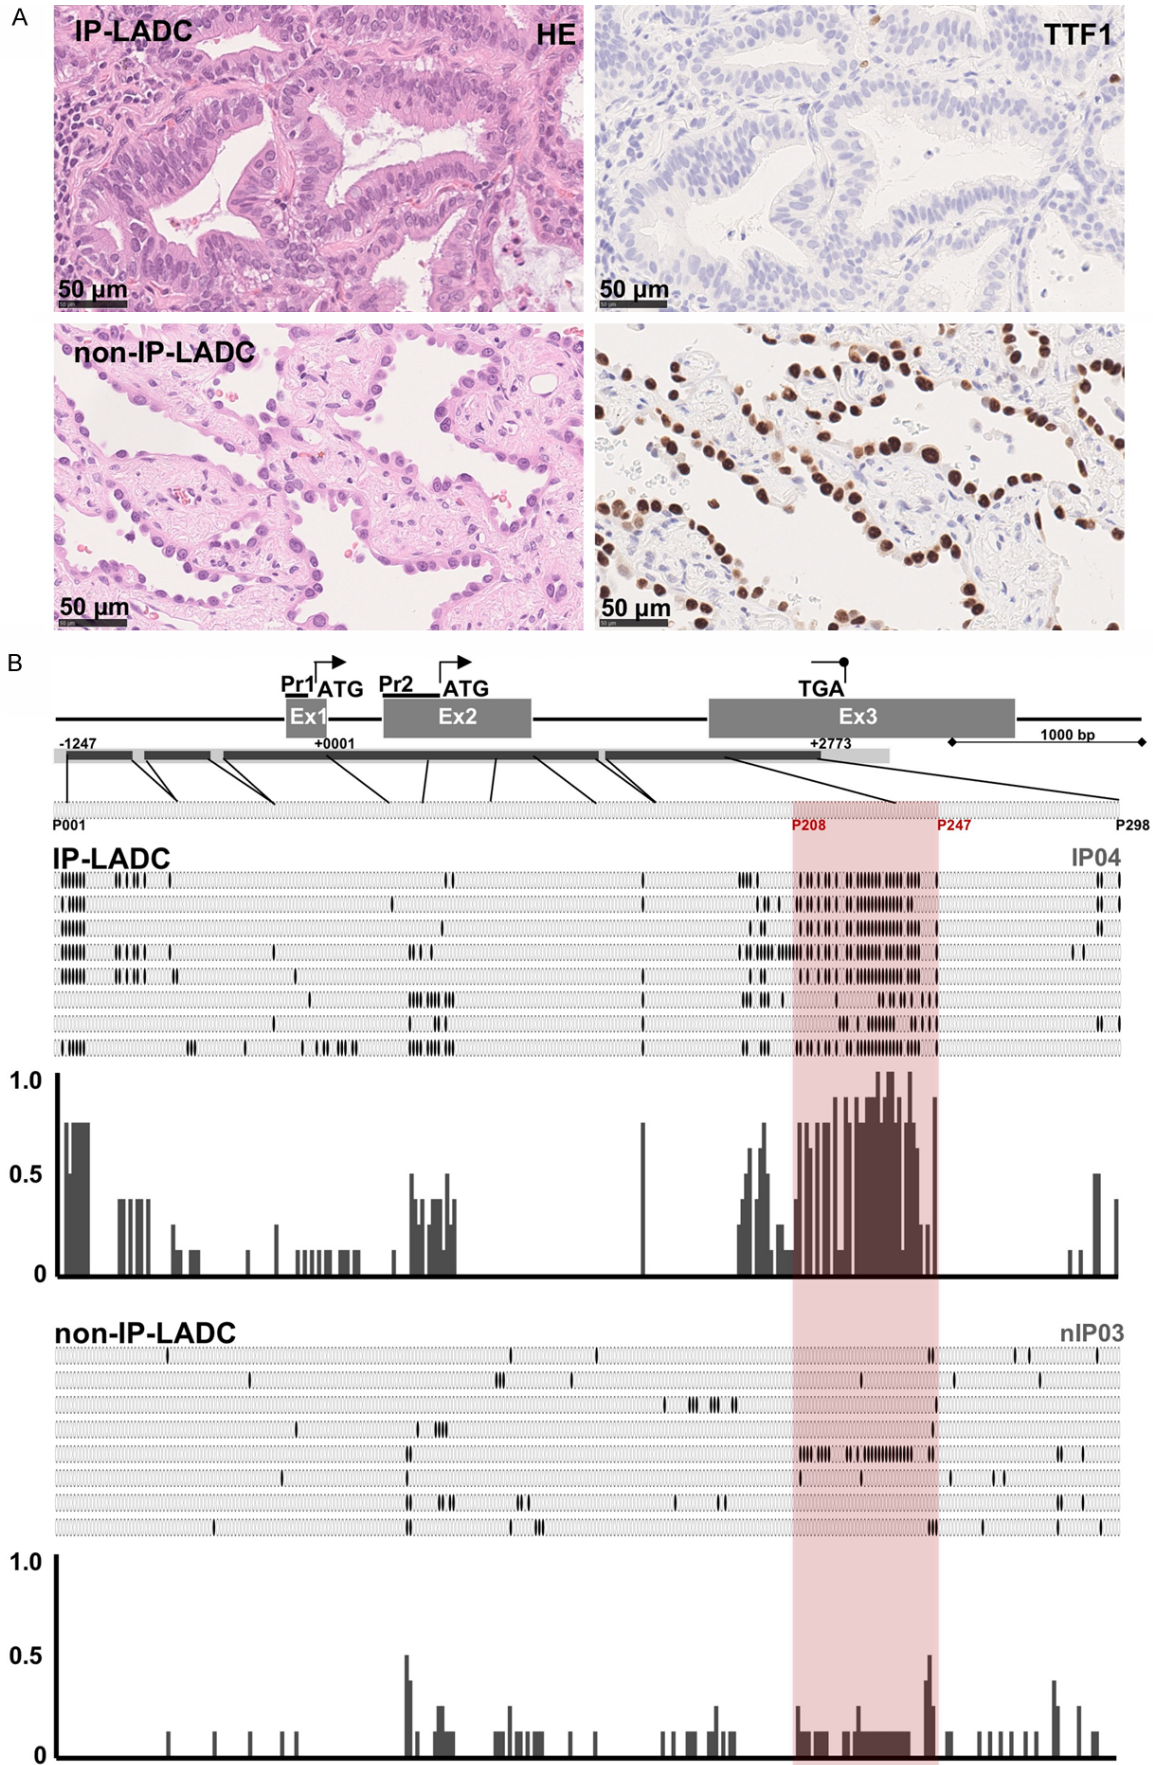 A
IP-LADC HE TTF1
50 µm 50 µm
non-IP-LADC
50 µm 50 µm
B
Pr1 ATG Pr2 ATG TGA
Ex1 Ex2 Ex3
-1247 +0001 +2773 1000 bp
P001 P208 P247 P298
IP-LADC IP04
1.0
0.5
0
non-IP-LADC nIP03
1.0
0.5
0